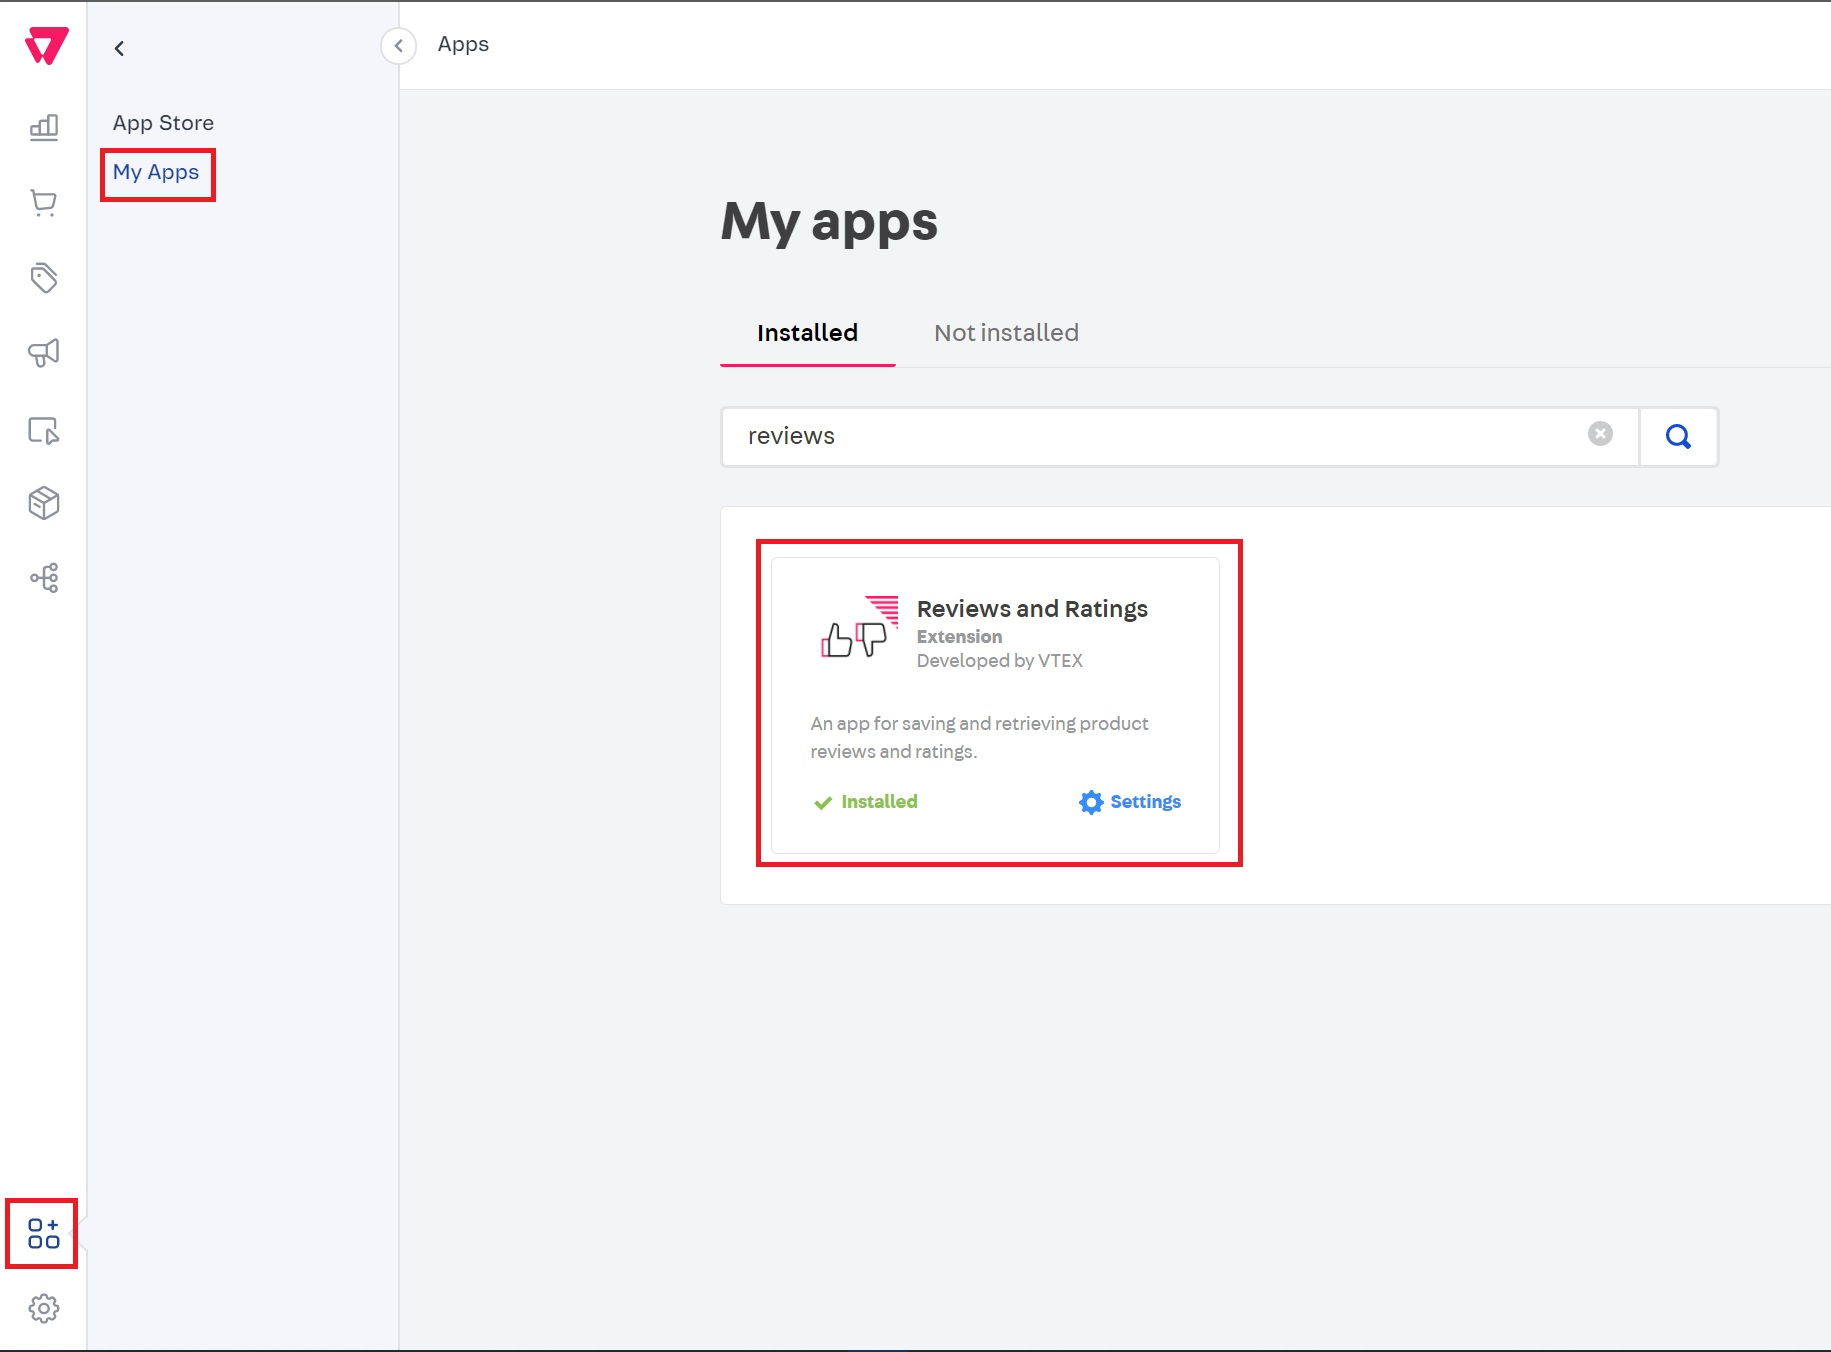 Apps
App Store
My Apps
My apps
Installed
Not installed
reviews
Reviews and Ratings
Extension
Developed by VTEX
An app for saving and retrieving product
reviews and ratings.
Installed
Settings